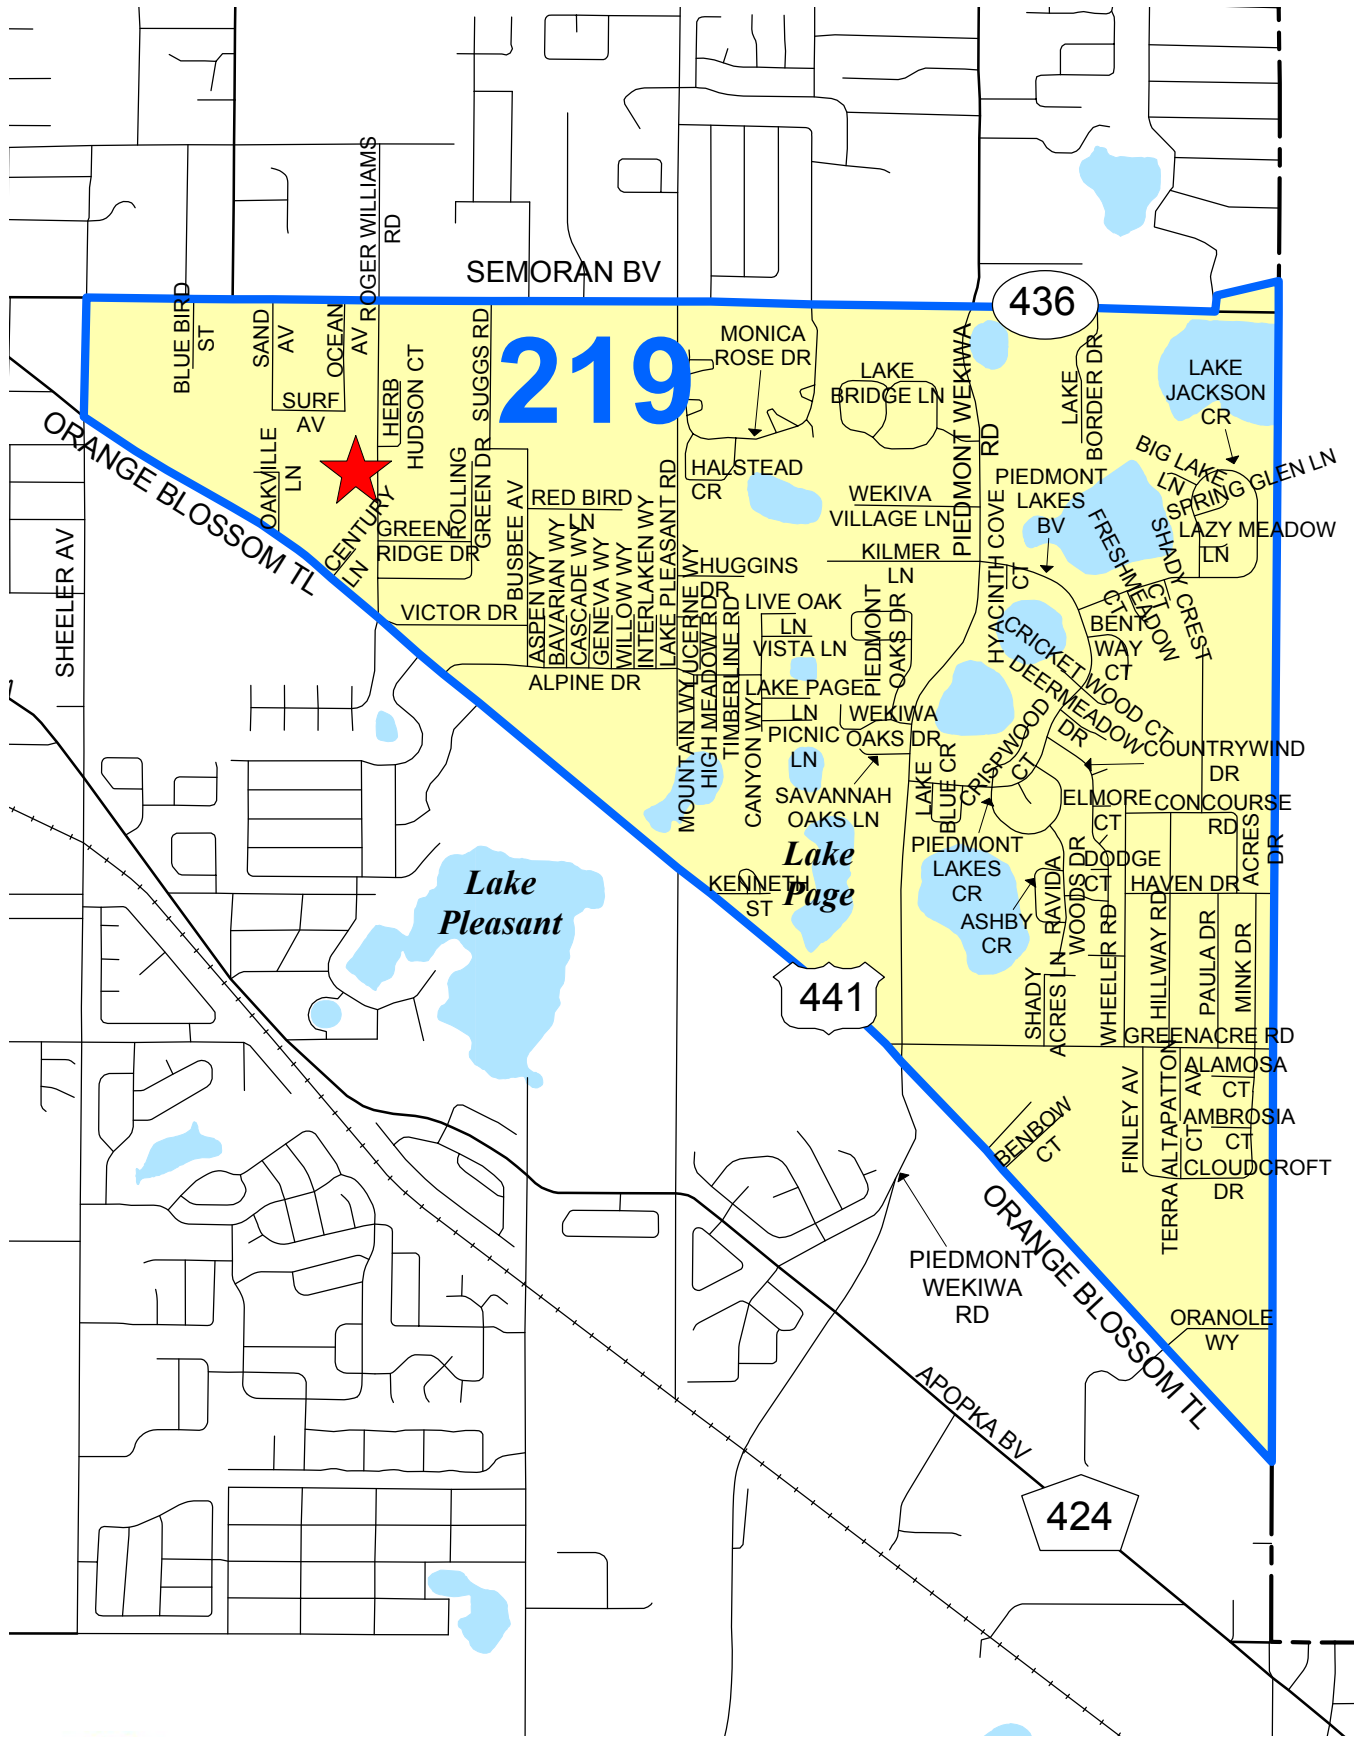 SEMORAN BV
436
219
ROGER WILLIAMS
RD
BLUE BIRD
ST
SAND
AV
OCEAN
AV
SURF
AV
HERB
HUDSON CT
SUGGS RD
OAKVILLE
LN
CENTURY
LN
ROLLING
GREEN DR
GREEN
RIDGE DR
VICTOR DR
BUSBEE AV
RED BIRD
LN
ASPEN WY
BAVARIAN WY
CASCADE WY
GENEVA WY
WILLOW WY
INTERLAKEN WY
LAKE PLEASANT RD
ALPINE DR
MONICA
ROSE DR
HALSTEAD
CR
LAKE
BRIDGE LN
PIEDMONT WEKIWA
RD
LAKE
BORDER DR
LAKE
JACKSON
CR
BIG LAKE
LN
SPRING GLEN LN
LAZY MEADOW
LN
PIEDMONT
LAKES
BV
WEKIVA
VILLAGE LN
KILMER
LN
HYACINTH COVE
CT
FRESHMEADOW
CT
SHADY CREST
CT
BENT
WAY
CT
CRICKET WOOD CT
DEERMEADOW
DR
COUNTRYWIND
DR
HUGGINS
DR
LUCERNE WY
MOUNTAIN WY
HIGH MEADOW RD
TIMBERLINE RD
CANYON WY
LIVE OAK
LN
VISTA LN
LAKE PAGE
LN
PICNIC
LN
PIEDMONT
OAKS DR
WEKIWA
OAKS DR
SAVANNAH
OAKS LN
LAKE
BLUE CR
CRISPWOOD
CT
ELMORE
CT
CONCOURSE
RD
ACRES
DR
PIEDMONT
LAKES
CR
ASHBY
CR
RAVIDA
WOODS DR
DODGE
CT
HAVEN DR
Lake
Page
KENNETH
ST
Lake
Pleasant
ORANGE BLOSSOM TL
SHEELER AV
441
SHADY
ACRES LN
WHEELER RD
HILLWAY RD
PAULA DR
MINK DR
GREENACRE RD
FINLEY AV
TERRA ALTA
CT
PATTON
AV
ALAMOSA
CT
AMBROSIA
CT
CLOUDCROFT
DR
BENBOW
CT
ORANGE BLOSSOM TL
PIEDMONT
WEKIWA
RD
ORANOLE
WY
APOPKA BV
424